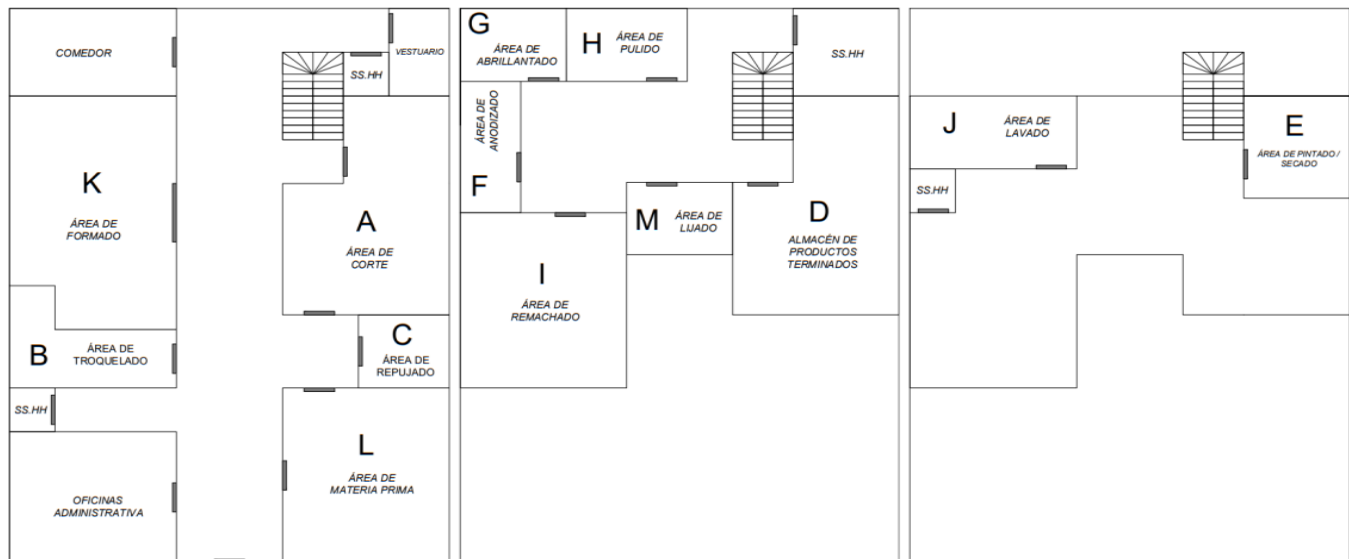 COMEDOR
VESTUARIO
SS.HH
K
ÁREA DE
FORMADO
A
ÁREA DE
CORTE
B
ÁREA DE
TROQUELADO
C
ÁREA DE
REPUJADO
SS.HH
L
ÁREA DE
MATERIA PRIMA
OFICINAS
ADMINISTRATIVA
G
ÁREA DE
ABRILLANTADO
H
ÁREA DE
PULIDO
SS.HH
ÁREA DE
ANODIZADO
F
M
ÁREA DE
LIJADO
D
ALMACÉN DE
PRODUCTOS
TERMINADOS
I
ÁREA DE
REMACHADO
J
ÁREA DE
LAVADO
E
ÁREA DE PINTADO /
SECADO
SS.HH